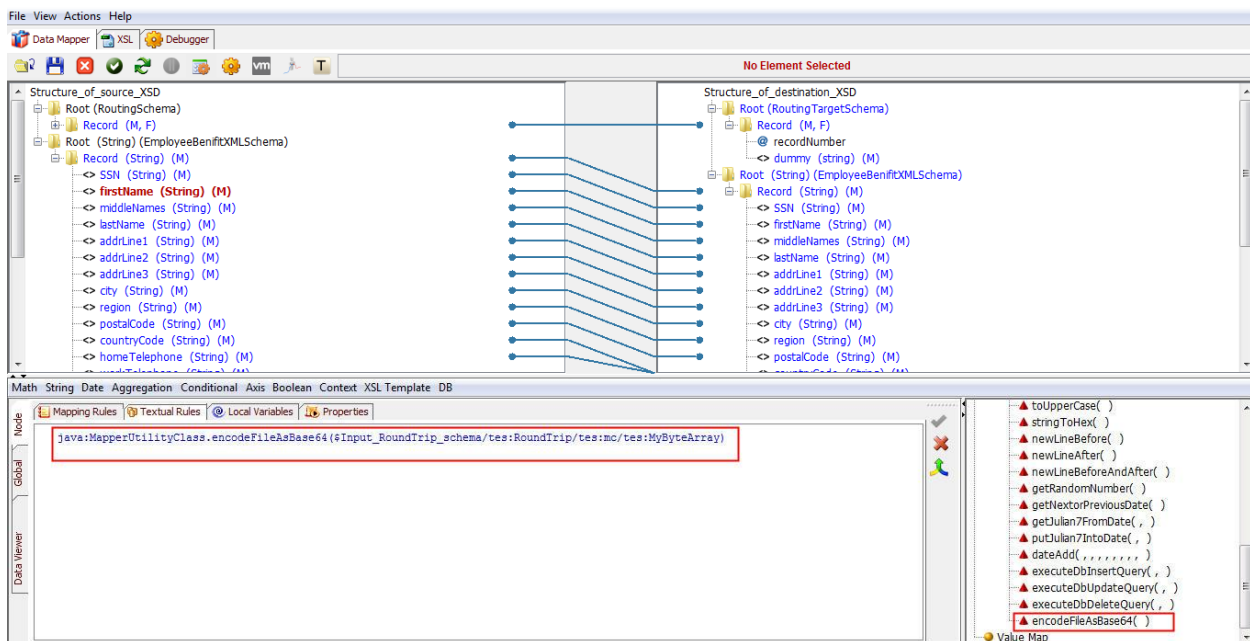 File View Actions Help
Data Mapper XSL Debugger
vm T No Element Selected
Structure_of_source_XSD
Root (RoutingSchema)
Record (M, F)
Root (String) (EmployeeBenifitXMLSchema)
Record (String) (M)
<> SSN (String) (M)
<> firstName (String) (M)
<> middleNames (String) (M)
<> lastName (String) (M)
<> addrLine1 (String) (M)
<> addrLine2 (String) (M)
<> addrLine3 (String) (M)
<> city (String) (M)
<> region (String) (M)
<> postalCode (String) (M)
<> countryCode (String) (M)
<> homeTelephone (String) (M)
Structure_of_destination_XSD
Root (RoutingTargetSchema)
Record (M, F)
@ recordNumber
<> dummy (string) (M)
Root (String) (EmployeeBenifitXMLSchema)
Record (String) (M)
<> SSN (String) (M)
<> firstName (String) (M)
<> middleNames (String) (M)
<> lastName (String) (M)
<> addrLine1 (String) (M)
<> addrLine2 (String) (M)
<> addrLine3 (String) (M)
<> city (String) (M)
<> region (String) (M)
<> postalCode (String) (M)
Math String Date Aggregation Conditional Axis Boolean Context XSL Template DB
Node
Global
Data Viewer
Mapping Rules Textual Rules @ Local Variables Properties
java:MapperUtilityClass.encodeFileAsBase64($Input_RoundTrip_schema/tes:RoundTrip/tes:mc/tes:MyByteArray)
toUpperCase( )
stringToHex( )
newLineBefore( )
newLineAfter( )
newLineBeforeAndAfter( )
getRandomNumber( )
getNextorPreviousDate( )
getJulian7FromDate( , )
putJulian7IntoDate( , )
dateAdd( , , , , , , , , )
executeDbInsertQuery( , )
executeDbUpdateQuery( , )
executeDbDeleteQuery( , )
encodeFileAsBase64( )
Value Map